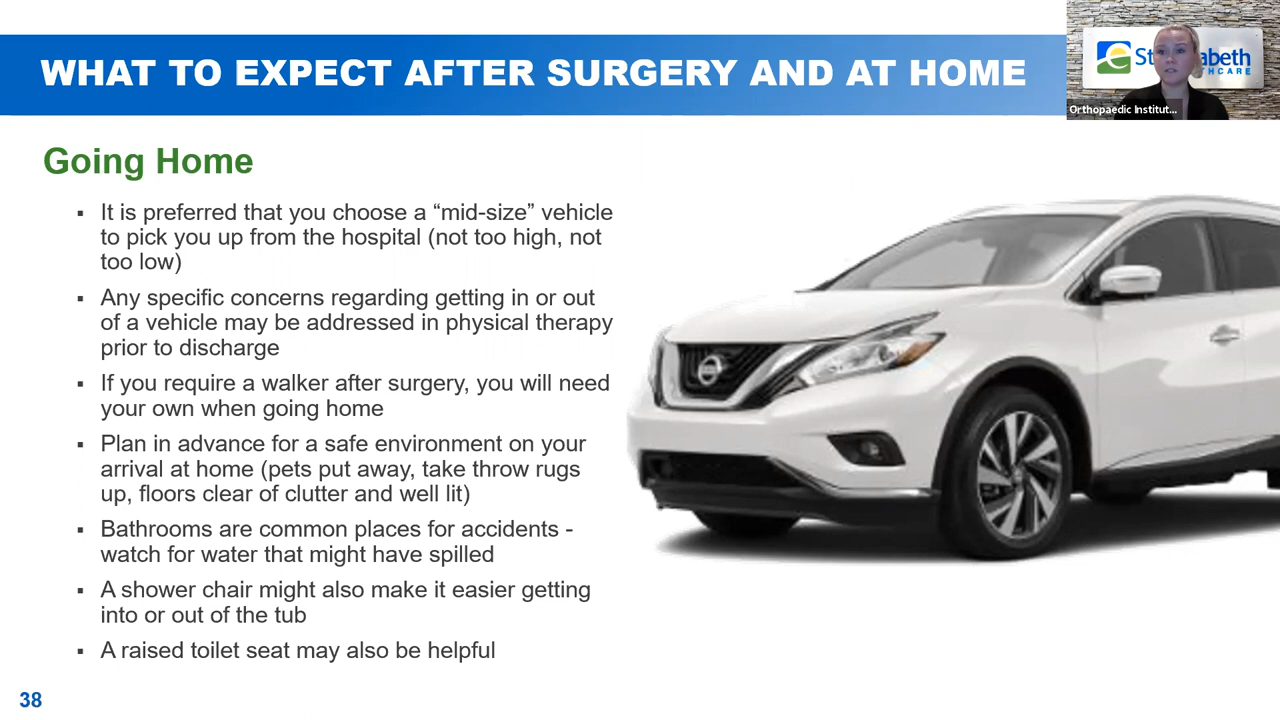 WHAT TO EXPECT AFTER SURGERY AND AT HOME
Orthopaedic Institut...
Going Home
▪ It is preferred that you choose a “mid-size” vehicle
to pick you up from the hospital (not too high, not
too low)
▪ Any specific concerns regarding getting in or out
of a vehicle may be addressed in physical therapy
prior to discharge
▪ If you require a walker after surgery, you will need
your own when going home
▪ Plan in advance for a safe environment on your
arrival at home (pets put away, take throw rugs
up, floors clear of clutter and well lit)
▪ Bathrooms are common places for accidents -
watch for water that might have spilled
▪ A shower chair might also make it easier getting
into or out of the tub
▪ A raised toilet seat may also be helpful
38